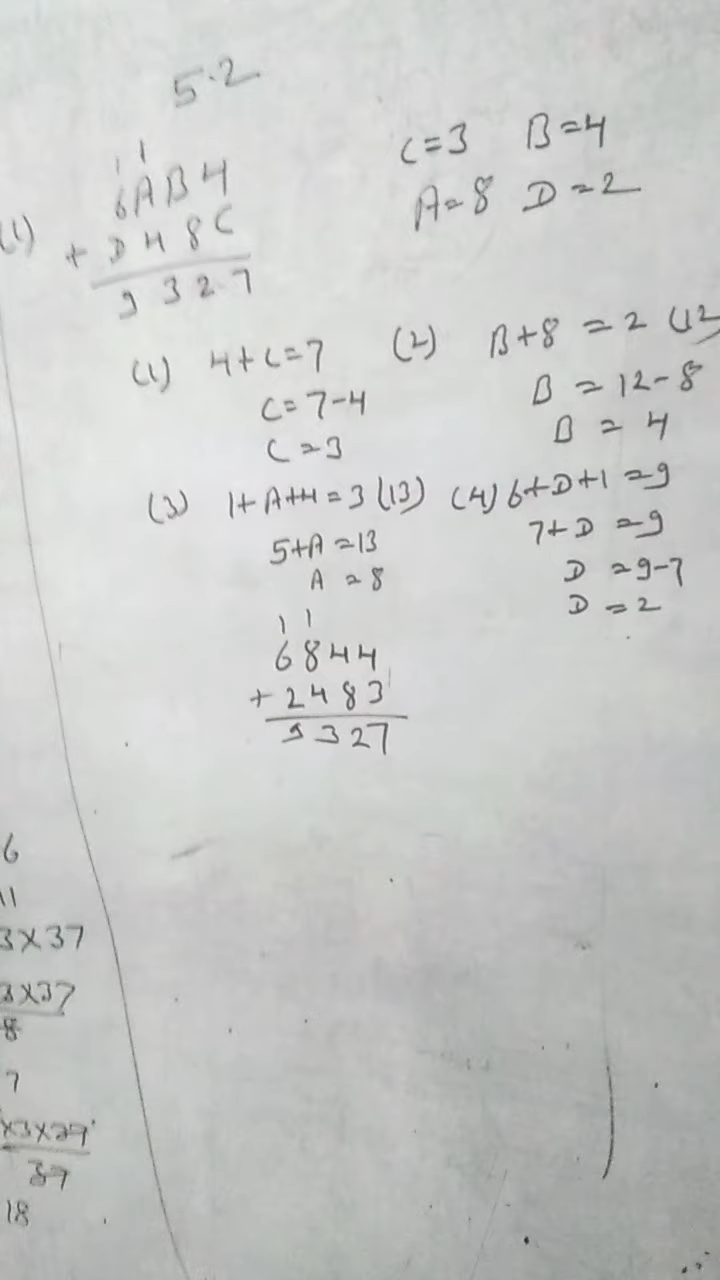 5.2
1 1
(1) 6AB4
+ D48C
9327
C=3 B=4
A=8 D=2
(1) 4+C=7
C=7-4
C=3
(2) B+8 = 2 (12
B = 12-8
B = 4
(3) 1+A+4=3(13)
5+A=13
A=8
(4) 6+D+1=9
7+D=9
D=9-7
D=2
1 1
6844
+2483
9327
6
11
3×37
3×37
8
7
×3×
37
18